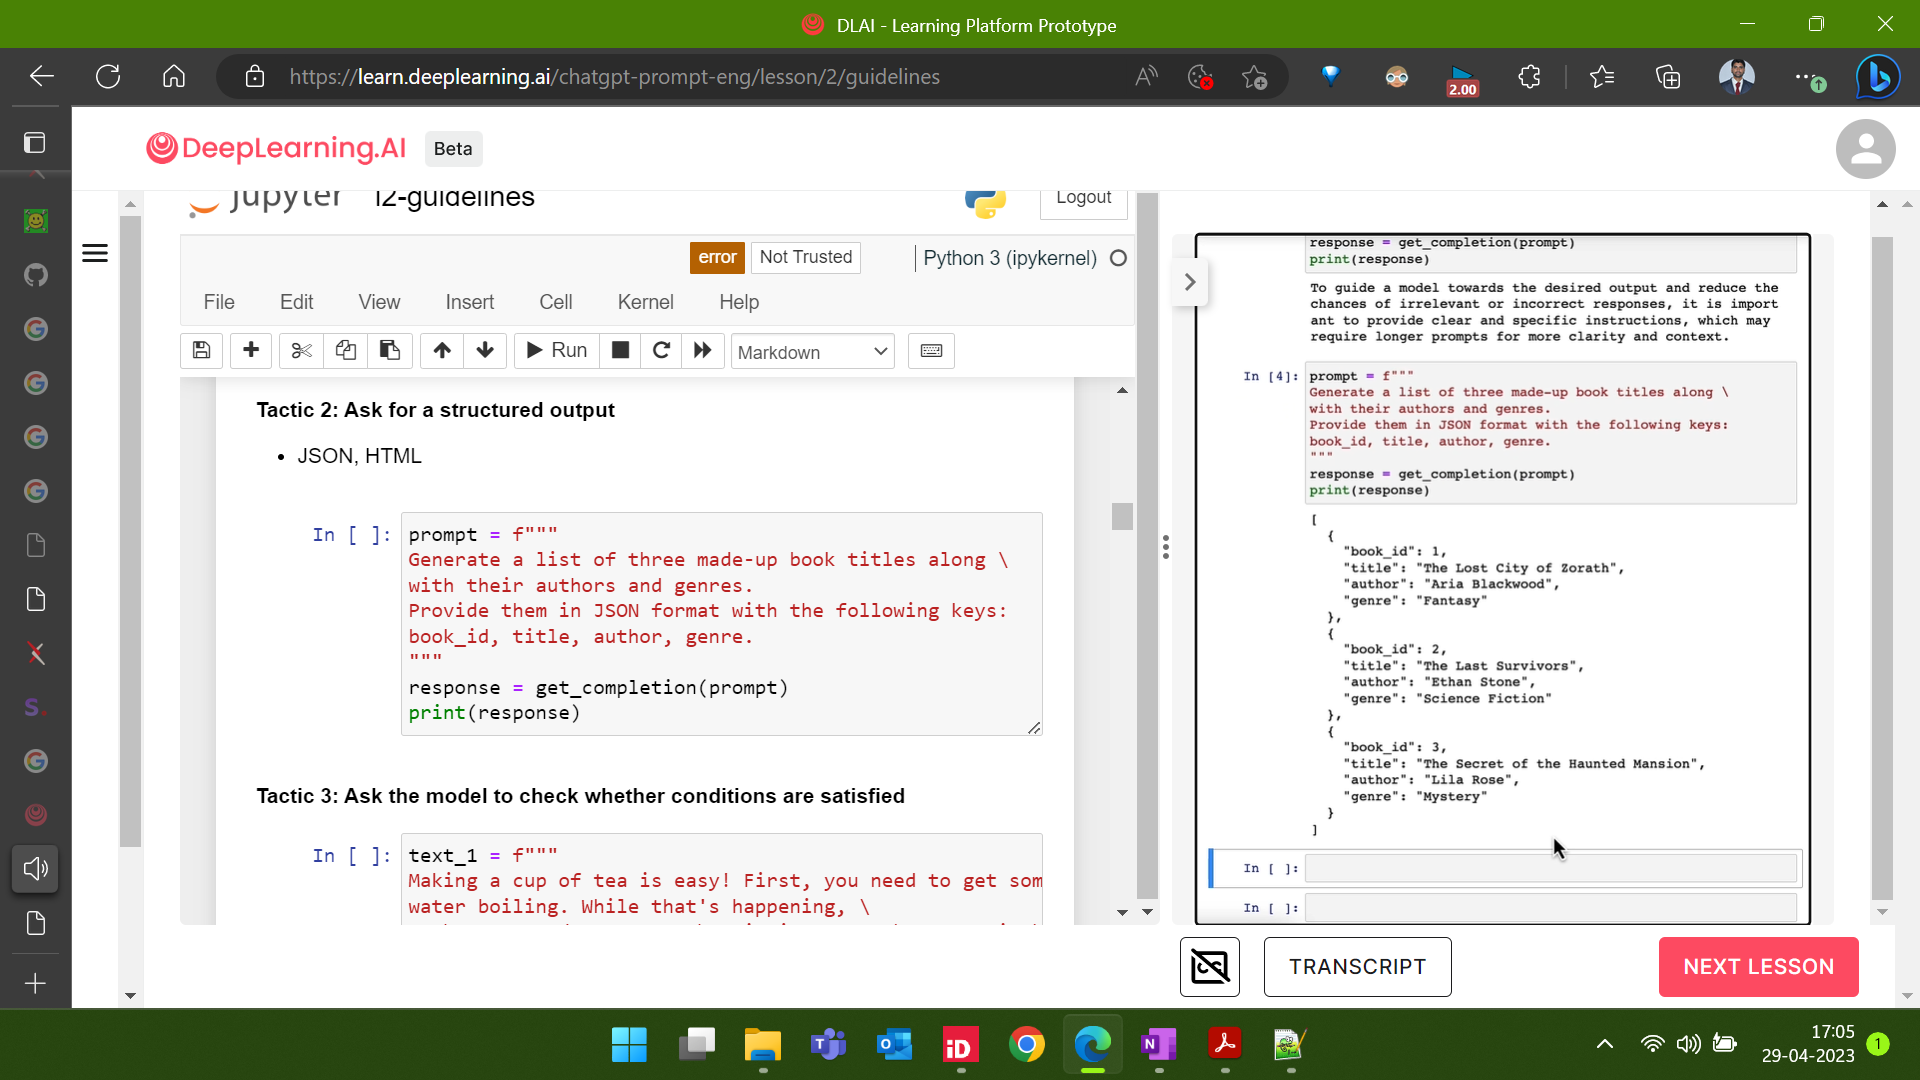 DLAI - Learning Platform Prototype
https://learn.deeplearning.ai/chatgpt-prompt-eng/lesson/2/guidelines
2.00
DeepLearning.AI
Beta
jupyter l2-guidelines
Logout
error
Not Trusted
Python 3 (ipykernel)
File Edit View Insert Cell Kernel Help
Run
Markdown
Tactic 2: Ask for a structured output
• JSON, HTML
In [ ]:
prompt = f"""
Generate a list of three made-up book titles along \
with their authors and genres.
Provide them in JSON format with the following keys:
book_id, title, author, genre.
"""
response = get_completion(prompt)
print(response)
Tactic 3: Ask the model to check whether conditions are satisfied
In [ ]:
text_1 = f"""
Making a cup of tea is easy! First, you need to get som
water boiling. While that's happening, \
response = get_completion(prompt)
print(response)
To guide a model towards the desired output and reduce the
chances of irrelevant or incorrect responses, it is import
ant to provide clear and specific instructions, which may
require longer prompts for more clarity and context.
In [4]:
prompt = f"""
Generate a list of three made-up book titles along \
with their authors and genres.
Provide them in JSON format with the following keys:
book_id, title, author, genre.
"""
response = get_completion(prompt)
print(response)
[
{
"book_id": 1,
"title": "The Lost City of Zorath",
"author": "Aria Blackwood",
"genre": "Fantasy"
},
{
"book_id": 2,
"title": "The Last Survivors",
"author": "Ethan Stone",
"genre": "Science Fiction"
},
{
"book_id": 3,
"title": "The Secret of the Haunted Mansion",
"author": "Lila Rose",
"genre": "Mystery"
}
]
In [ ]:
In [ ]:
TRANSCRIPT
NEXT LESSON
17:05
29-04-2023
1